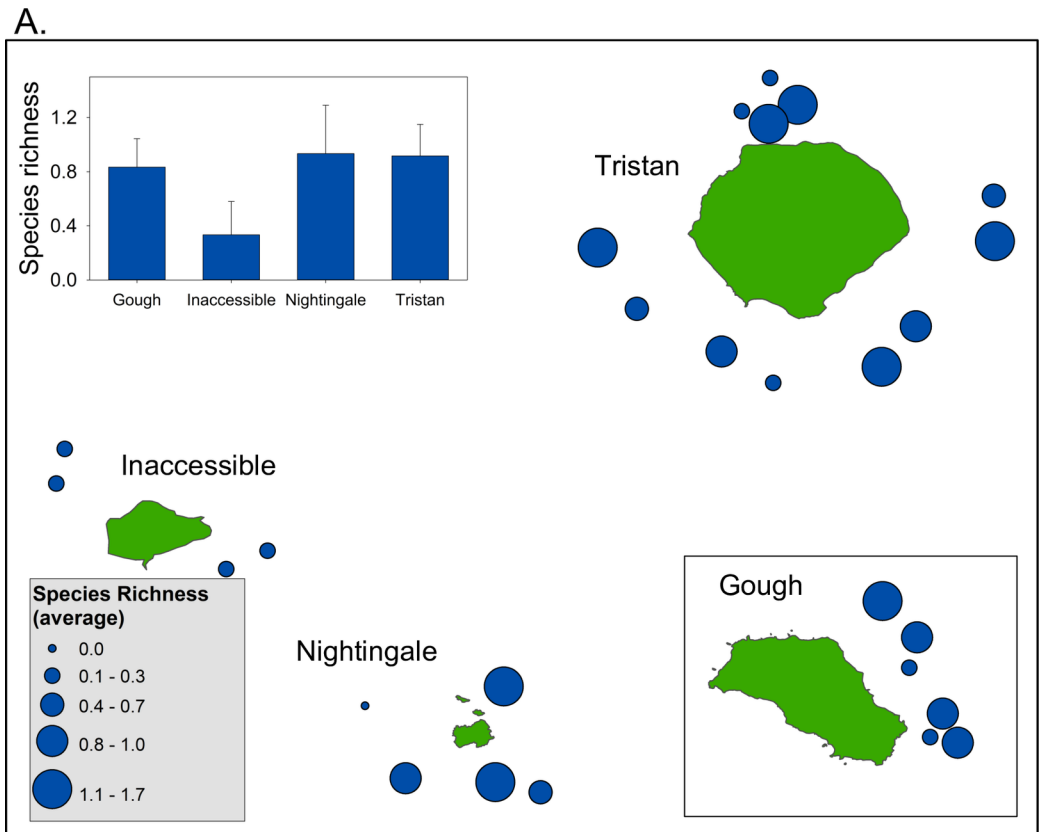 A.
Species richness
1.2
0.8
0.4
0.0
Gough
Inaccessible
Nightingale
Tristan
Tristan
Inaccessible
Species Richness
(average)
0.0
0.1 - 0.3
0.4 - 0.7
0.8 - 1.0
1.1 - 1.7
Nightingale
Gough